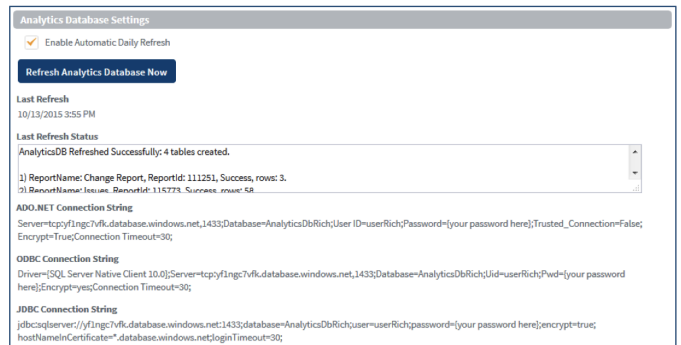 Analytics Database Settings
Enable Automatic Daily Refresh
Refresh Analytics Database Now
Last Refresh
10/13/2015 3:55 PM
Last Refresh Status
AnalyticsDB Refreshed Successfully: 4 tables created.
1) ReportName: Change Report, ReportId: 111251, Success, rows: 3.
2) ReportName: Issues, ReportId: 115773, Success, rows: 58
ADO.NET Connection String
Server=tcp:yf1ngc7vfk.database.windows.net,1433;Database=AnalyticsDbRich;User ID=userRich;Password={your password here};Trusted_Connection=False;
Encrypt=True;Connection Timeout=30;
ODBC Connection String
Driver={SQL Server Native Client 10.0};Server=tcp:yf1ngc7vfk.database.windows.net,1433;Database=AnalyticsDbRich;Uid=userRich;Pwd={your password
here};Encrypt=yes;Connection Timeout=30;
JDBC Connection String
jdbc:sqlserver://yf1ngc7vfk.database.windows.net:1433;database=AnalyticsDbRich;user=userRich;password={your password here};encrypt=true;
hostNameInCertificate=*.database.windows.net;loginTimeout=30;